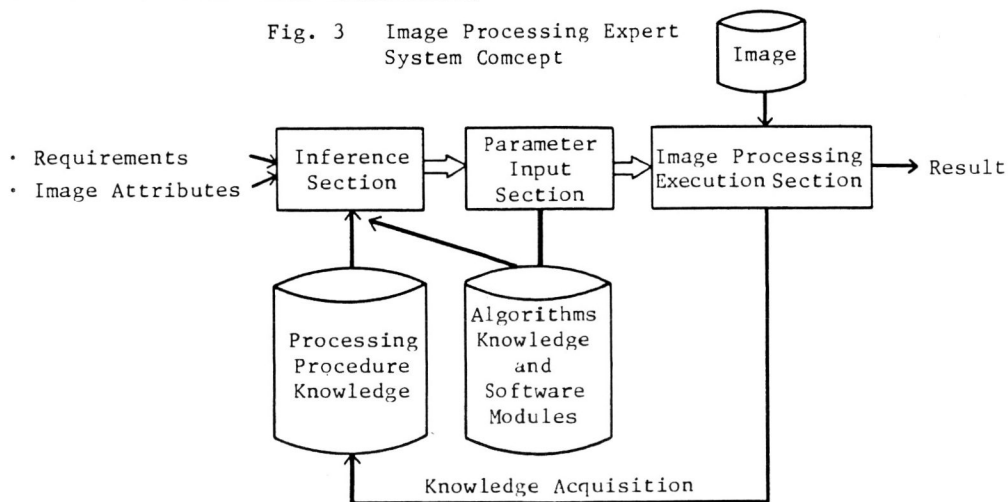 Fig. 3 Image Processing Expert
System Comcept
Image
· Requirements
· Image Attributes
Inference
Section
Parameter
Input
Section
Image Processing
Execution Section
Result
Processing
Procedure
Knowledge
Algorithms
Knowledge
and
Software
Modules
Knowledge Acquisition